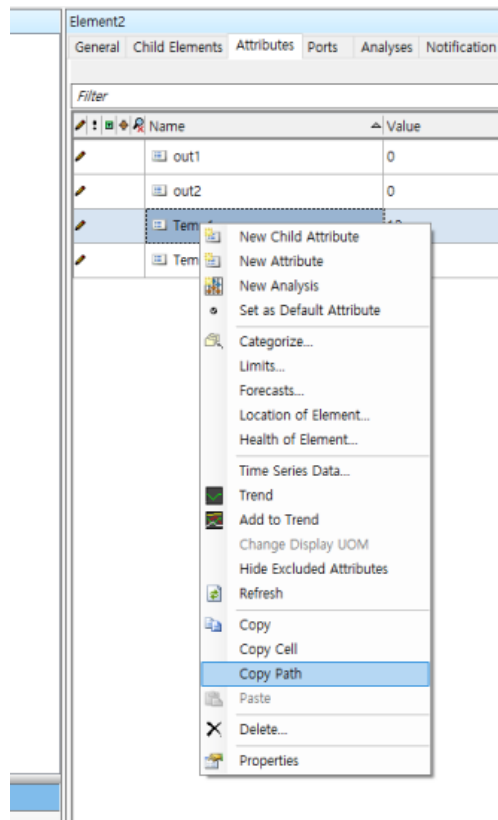 Element2
General Child Elements Attributes Ports Analyses Notification
Filter
Name Value
out1 0
out2 0
Tem
Tem
New Child Attribute
New Attribute
New Analysis
Set as Default Attribute
Categorize...
Limits...
Forecasts...
Location of Element...
Health of Element...
Time Series Data...
Trend
Add to Trend
Change Display UOM
Hide Excluded Attributes
Refresh
Copy
Copy Cell
Copy Path
Paste
Delete...
Properties